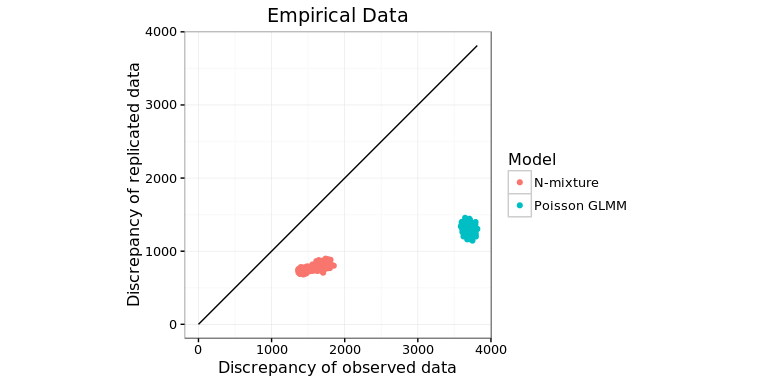 Empirical Data
Discrepancy of replicated data
4000
3000
2000
1000
0
0 1000 2000 3000 4000
Discrepancy of observed data
Model
N-mixture
Poisson GLMM